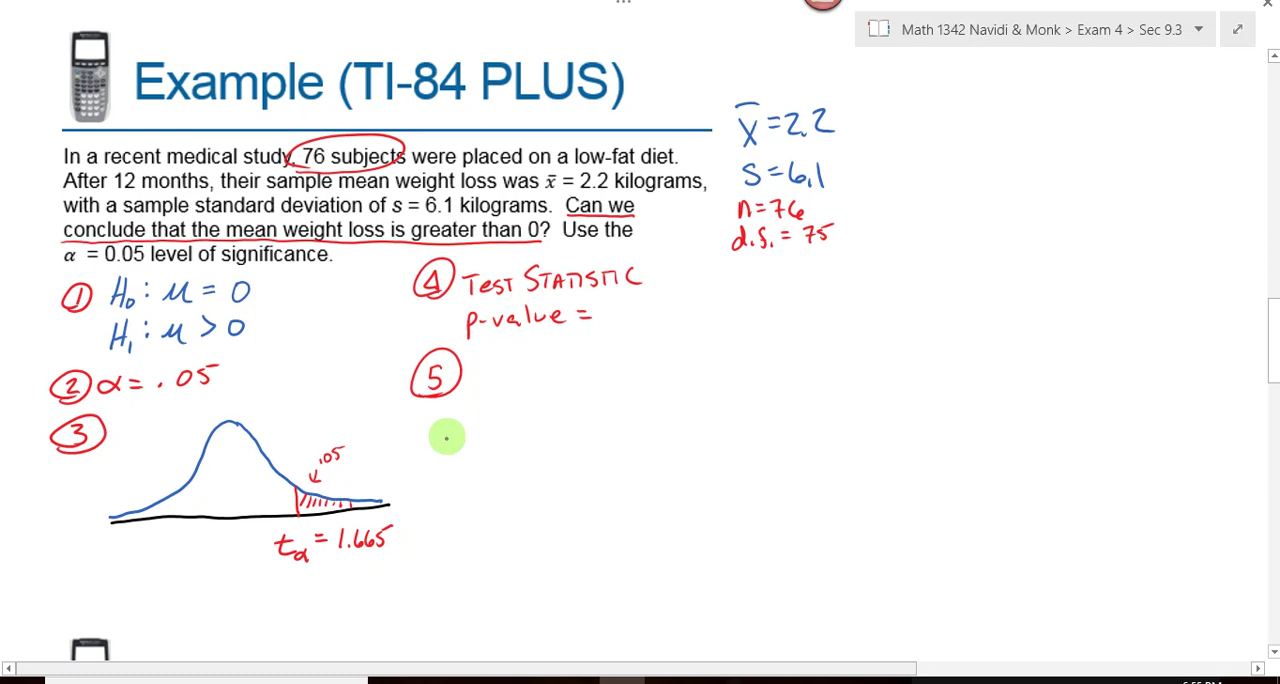 Math 1342 Navidi & Monk > Exam 4 > Sec 9.3
Example (TI-84 PLUS)
In a recent medical study, 76 subjects were placed on a low-fat diet.
After 12 months, their sample mean weight loss was x̄ = 2.2 kilograms,
with a sample standard deviation of s = 6.1 kilograms. Can we
conclude that the mean weight loss is greater than 0? Use the
α = 0.05 level of significance.
x̄ = 2.2
s = 6.1
n = 76
d.f. = 75
① H₀ : μ = 0
H₁ : μ > 0
② α = .05
③
.05
tα = 1.665
④ TEST STATISTIC
p-value =
⑤